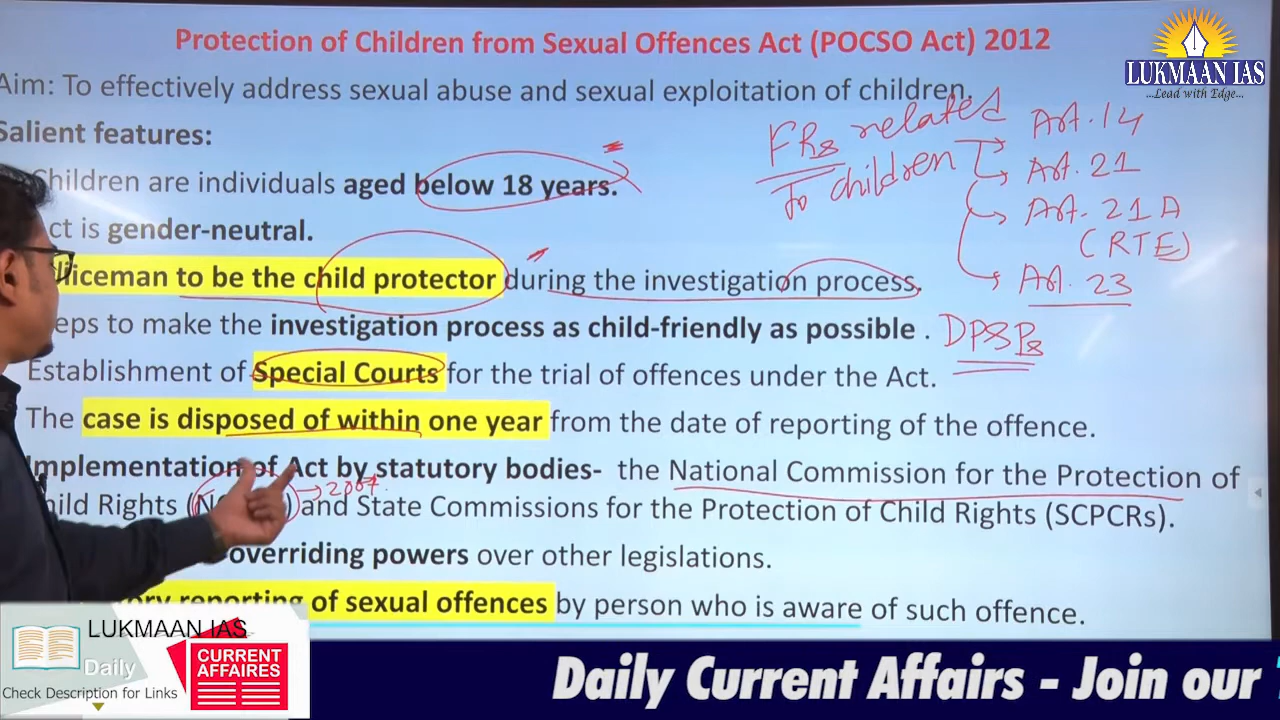 Protection of Children from Sexual Offences Act (POCSO Act) 2012
LUKMAAN IAS
...Lead with Edge...
Aim: To effectively address sexual abuse and sexual exploitation of children.
Salient features:
Children are individuals aged below 18 years.
ct is gender-neutral.
liiceman to be the child protector during the investigation process.
eps to make the investigation process as child-friendly as possible .
Establishment of Special Courts for the trial of offences under the Act.
The case is disposed of within one year from the date of reporting of the offence.
Implementation of Act by statutory bodies- the National Commission for the Protection of
hild Rights (N ) and State Commissions for the Protection of Child Rights (SCPCRs).
overriding powers over other legislations.
ory reporting of sexual offences by person who is aware of such offence.
FRs related
to children
Art. 14
Art. 21
Art. 21A
(RTE)
Art. 23
DPSPs
LUKMAAN IAS
Daily
Check Description for Links
CURRENT
AFFAIRES
Daily Current Affairs - Join our